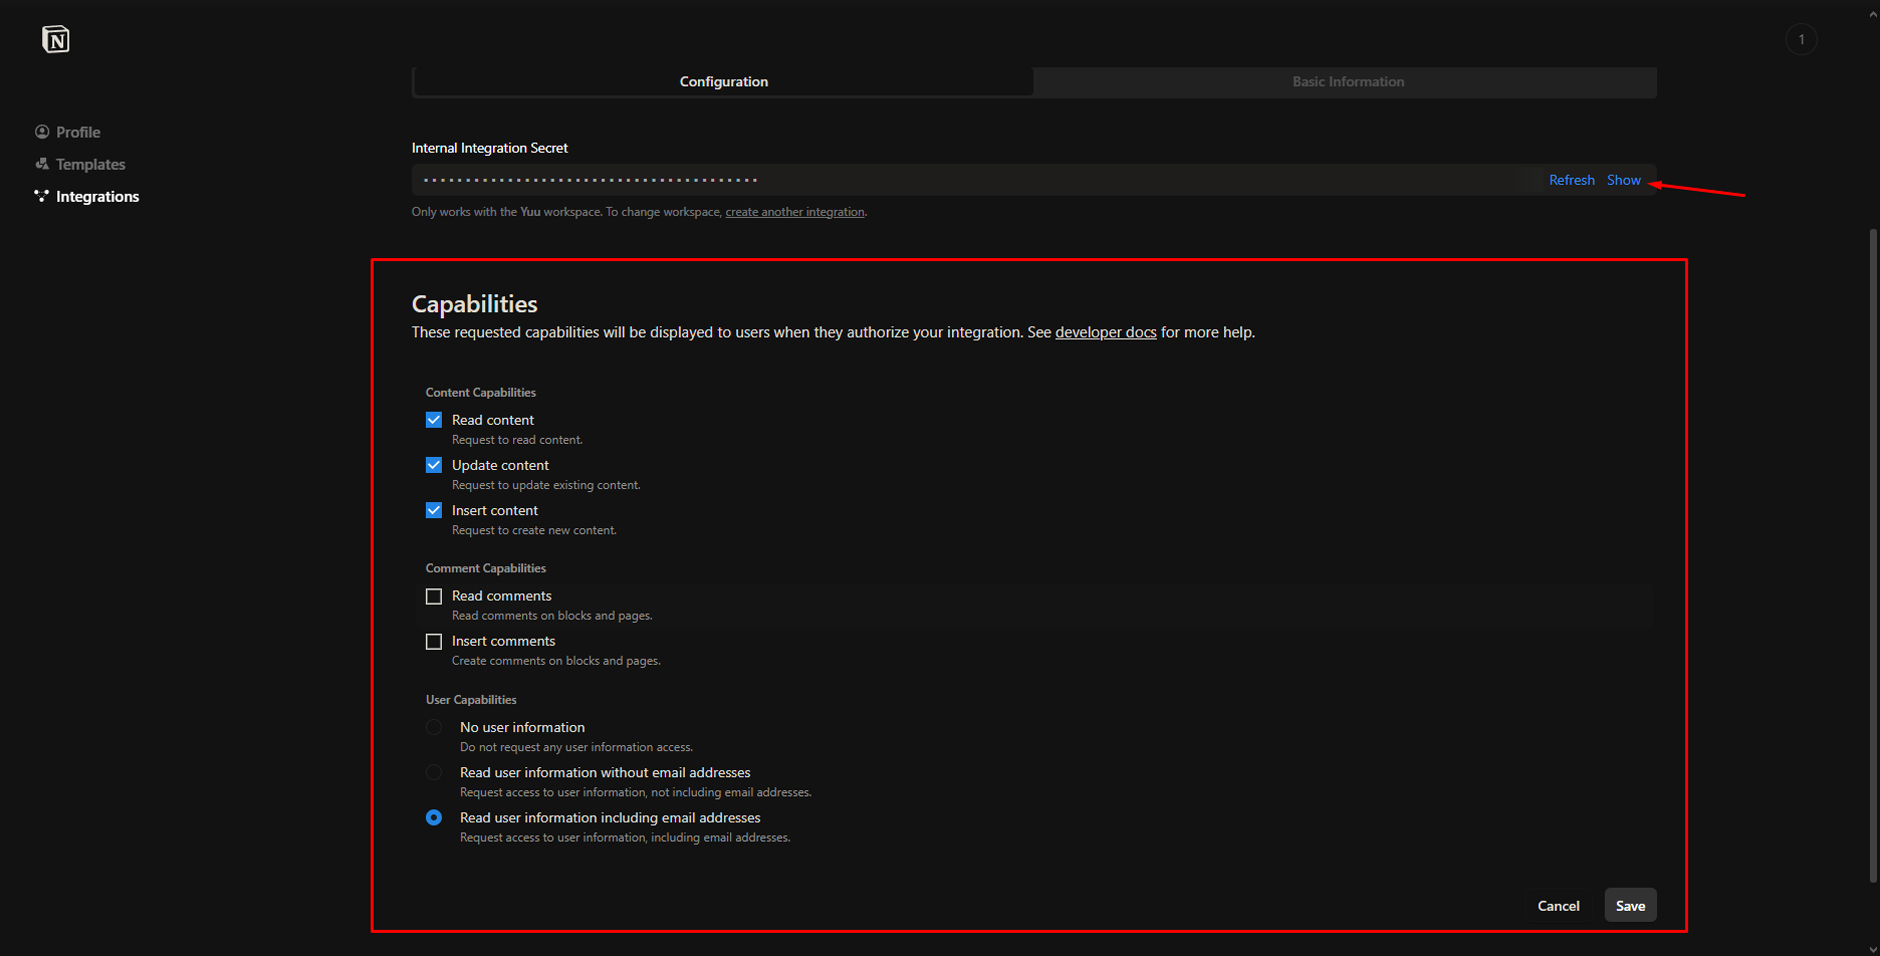 N
1
Configuration
Basic Information
Profile
Templates
Integrations
Internal Integration Secret
Refresh Show
Only works with the Yuu workspace. To change workspace, create another integration.
Capabilities
These requested capabilities will be displayed to users when they authorize your integration. See developer docs for more help.
Content Capabilities
Read content
Request to read content.
Update content
Request to update existing content.
Insert content
Request to create new content.
Comment Capabilities
Read comments
Read comments on blocks and pages.
Insert comments
Create comments on blocks and pages.
User Capabilities
No user information
Do not request any user information access.
Read user information without email addresses
Request access to user information, not including email addresses.
Read user information including email addresses
Request access to user information, including email addresses.
Cancel Save